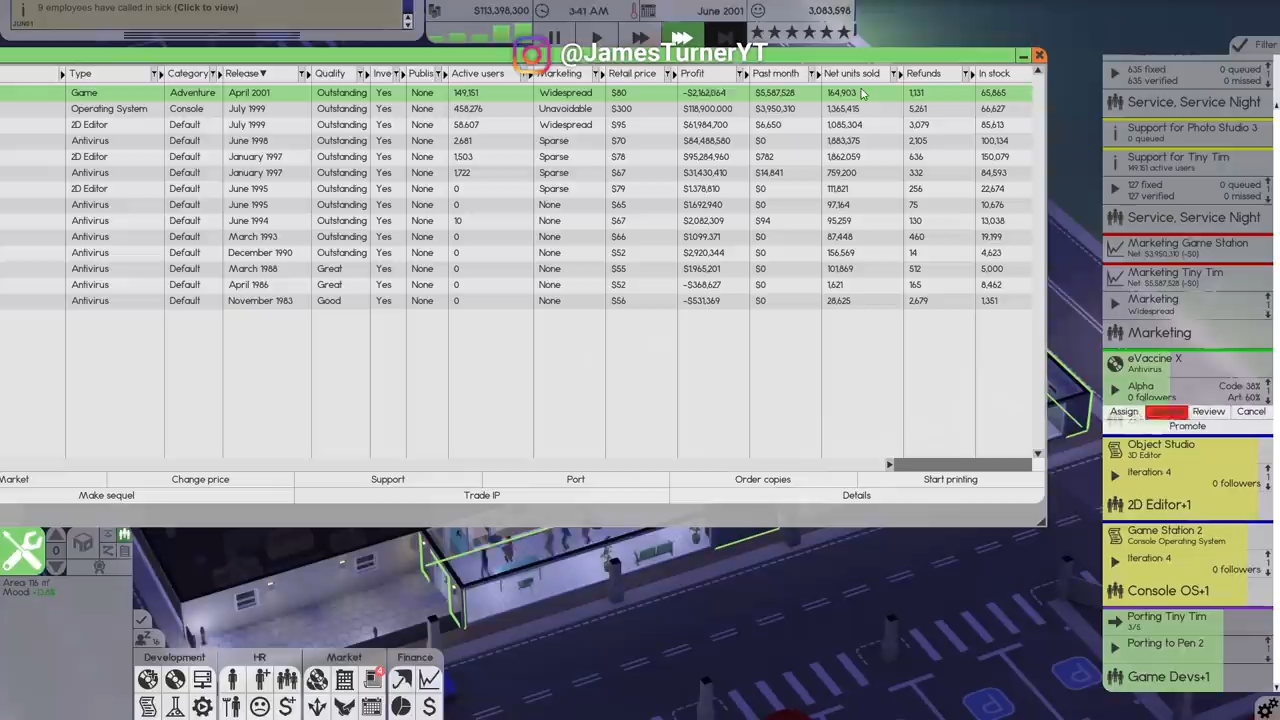 9 employees have called in sick (Click to view)
JUNE 1
$113,398,300
3:41 AM
June 2001
3,083,598
@JamesTurnerYT
Filter
Type Category Release Quality Inve Publis Active users Marketing Retail price Profit Past month Net units sold Refunds In stock
Game Adventure April 2001 Outstanding Yes None 149,151 Widespread $80 $5,587,528 164,903 1,131 65,865
Operating System Console July 1999 Outstanding Yes None 458,276 Unavoidable $300 $118,900,000 $3,950,310 1,365,415 5,261 66,627
2D Editor Default July 1999 Outstanding Yes None 58,607 Widespread $95 $61,984,700 $6,650 1,085,304 3,079 85,613
Antivirus Default June 1998 Outstanding Yes None 2,681 Sparse $70 $84,488,580 $0 1,883,375 2,105 100,134
2D Editor Default January 1997 Outstanding Yes None 1,503 Sparse $78 $95,284,960 $782 1,862,059 636 150,079
Antivirus Default January 1997 Outstanding Yes None 1,722 Sparse $67 $31,430,410 $14,841 759,200 332 84,593
2D Editor Default June 1995 Outstanding Yes None 0 Sparse $79 $1,378,810 $0 111,821 256 22,674
Antivirus Default June 1995 Outstanding Yes None 0 None $65 $1,692,940 $0 97,164 75 10,676
Antivirus Default June 1994 Outstanding Yes None 10 None $67 $2,082,309 $94 95,259 130 13,038
Antivirus Default March 1993 Outstanding Yes None 0 None $66 $1,099,371 $0 87,448 460 19,199
Antivirus Default December 1990 Outstanding Yes None 0 None $52 $2,920,344 $0 156,569 14 4,623
Antivirus Default March 1988 Great Yes None 0 None $55 $1,965,201 $0 101,869 512 5,000
Antivirus Default April 1986 Great Yes None 0 None $52 -$368,627 $0 1,621 165 8,462
Antivirus Default November 1983 Good Yes None 0 None $56 -$531,369 $0 28,625 2,679 1,351
Market Change price Support Port Order copies Start printing
Make sequel Trade IP Details
635 fixed 0 queued
635 verified 0 missed
Service, Service Night
Support for Photo Studio 3
0 queued
Support for Tiny Tim
149,151 active users
127 fixed 0 queued
127 verified 0 missed
Service, Service Night
Marketing Game Station
Net: $3,950,310 (-$0)
Marketing Tiny Tim
Net: $5,587,528 (-$0)
Marketing
Widespread
Marketing
eVaccine X
Antivirus
Alpha Code: 38%
0 followers Art: 60%
Assign Review Cancel
Promote
Object Studio
3D Editor
Iteration 4
0 followers
2D Editor+1
Game Station 2
Console Operating System
Iteration 4
0 followers
Console OS+1
Porting Tiny Tim
3/5
Porting to Pen 2
Game Devs+1
0
Area: 116 m²
Development HR Market Finance
4